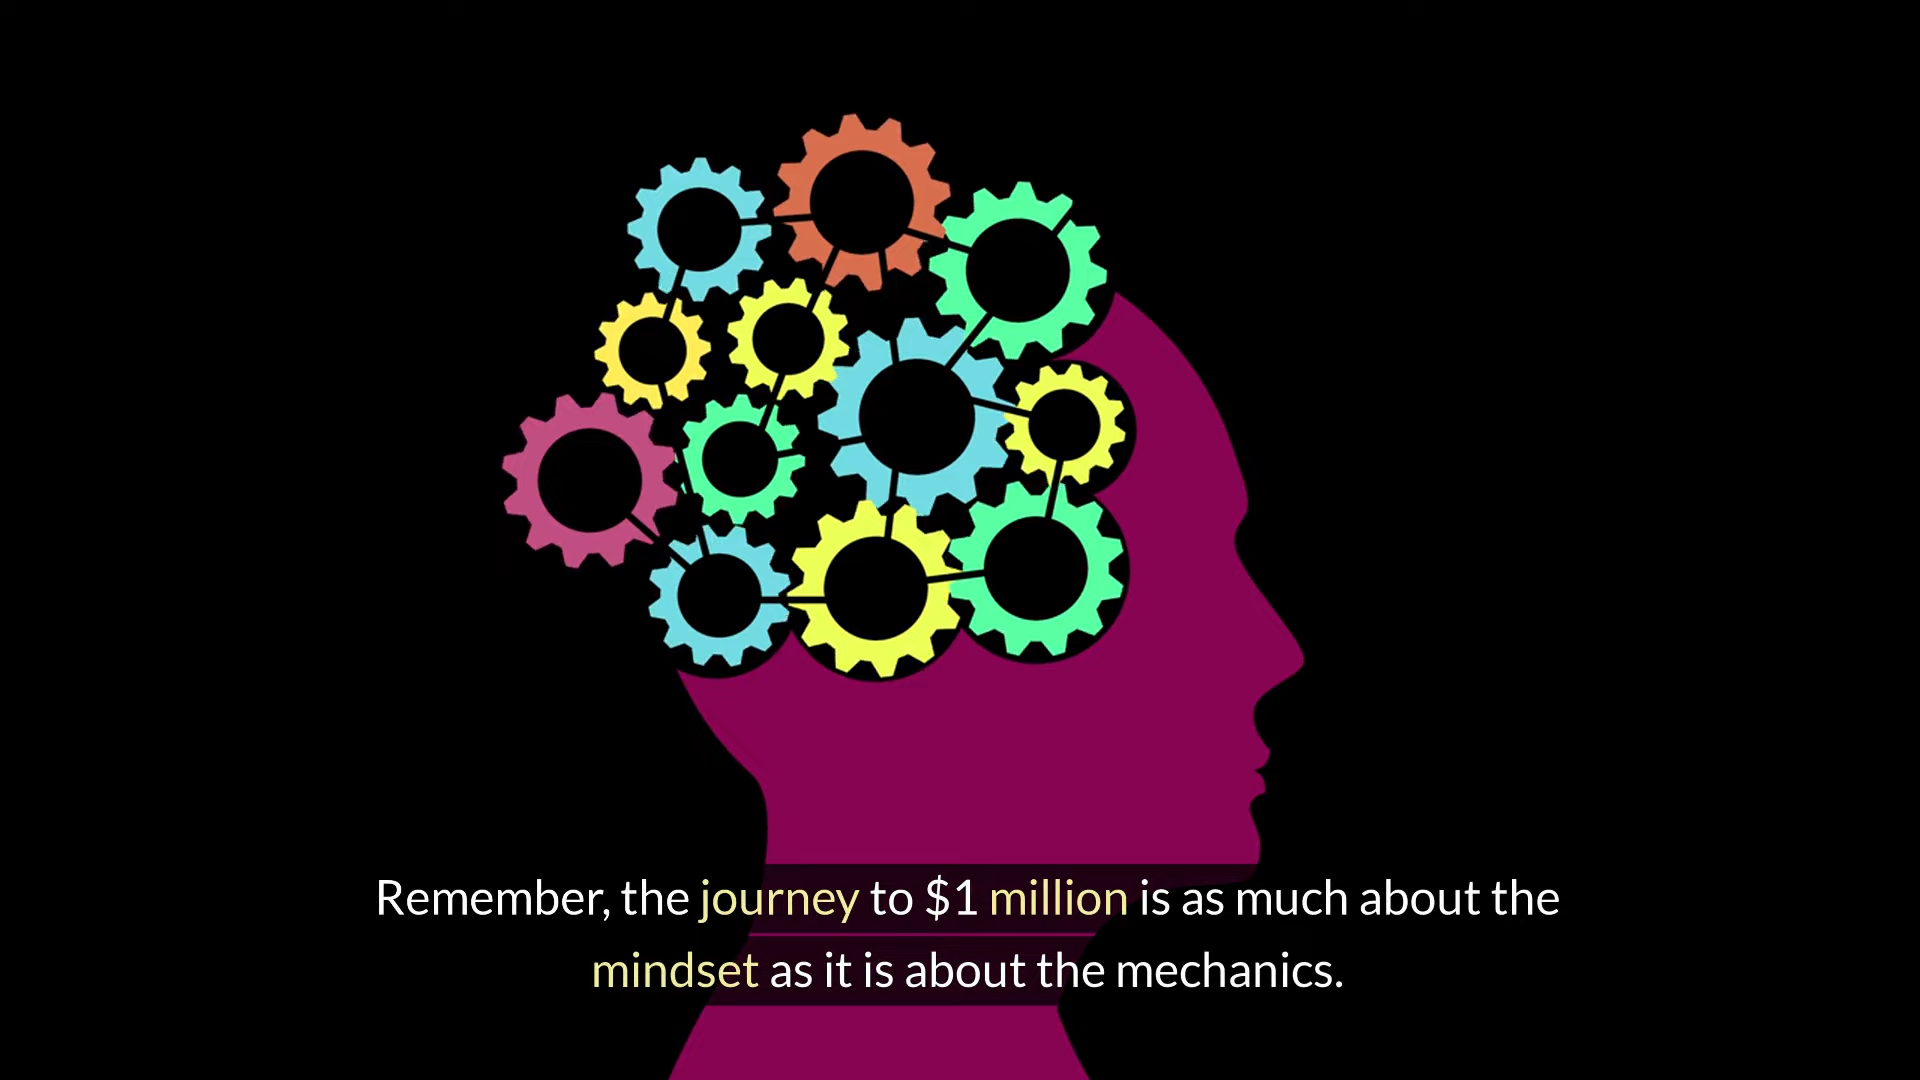 Remember, the journey to $1 million is as much about the
mindset as it is about the mechanics.